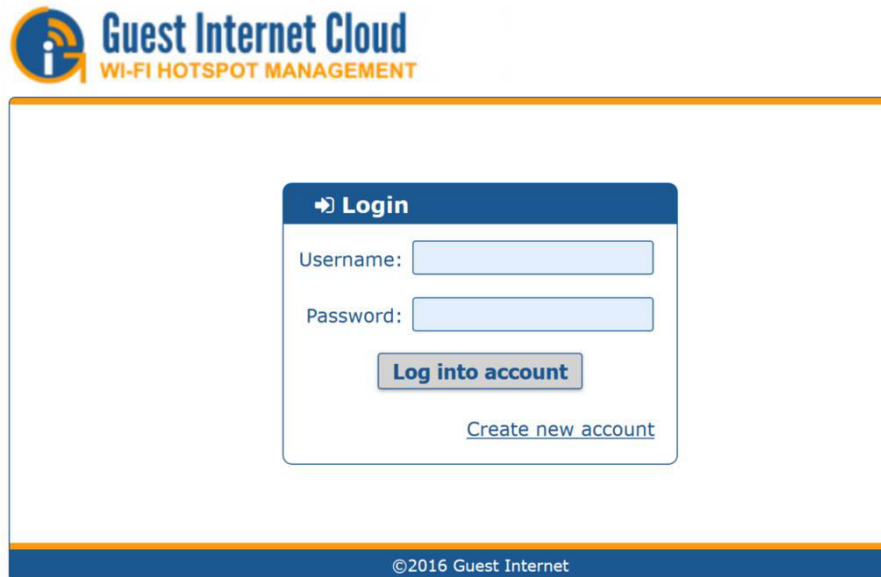 Guest Internet Cloud
WI-FI HOTSPOT MANAGEMENT
Login
Username:
Password:
Log into account
Create new account
©2016 Guest Internet